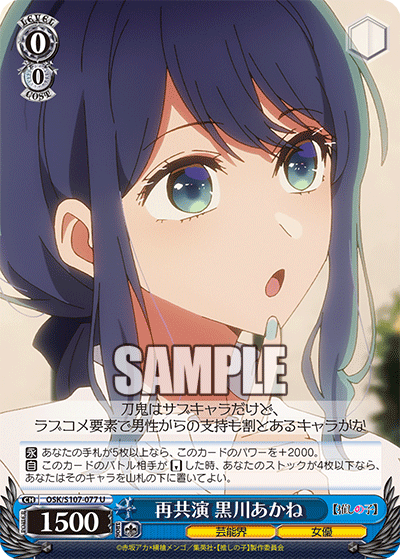 LEVEL
0
0
COST
SAMPLE
刀鬼はサブキャラだけど、
ラブコメ要素で男性からの支持も割とあるキャラかな
永 あなたの手札が5枚以上なら、このカードのパワーを+2000。
自 このカードのバトル相手が した時、あなたのストックが4枚以下なら、
あなたはそのキャラを山札の下に置いてよい。
CH OSK/S107-077 U
1500
再共演 黒川あかね
【推しの子】
芸能界 女優
©赤坂アカ×横槍メンゴ/集英社・【推しの子】製作委員会